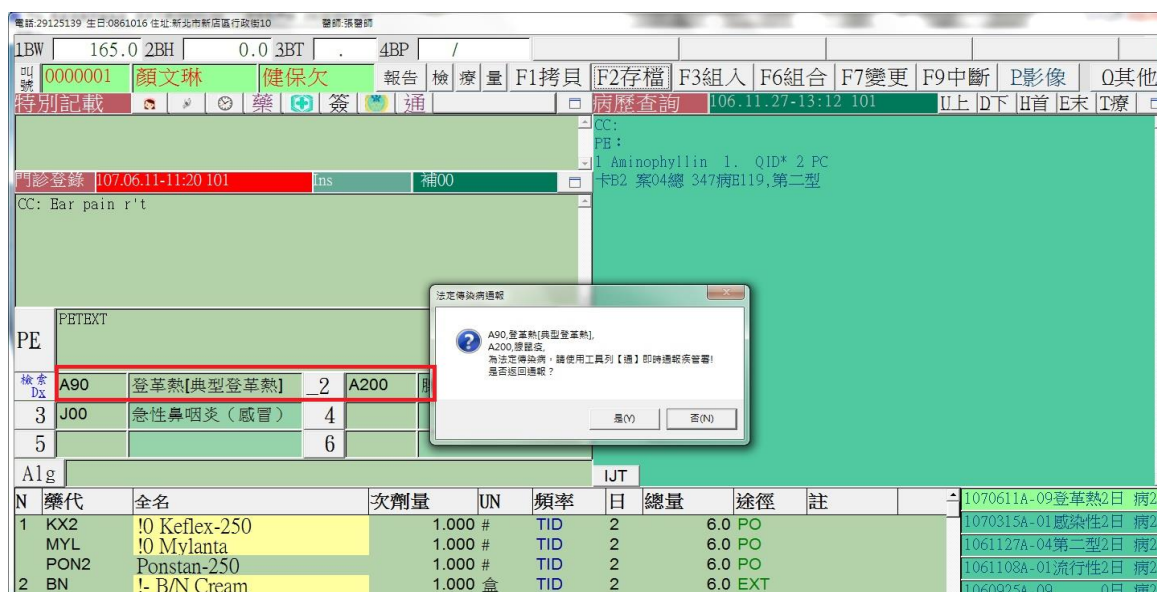 電話:29125139 生日:0861016 住址:新北市新店區行政街10 醫師:張醫師
1BW 165.0 2BH 0.0 3BT . 4BP /
叫號 0000001 顏文琳 健保欠 報告 檢 療 量 F1拷貝 F2存檔 F3組入 F6組合 F7變更 F9中斷 P影像 O其他
特別記載 藥 簽 通 病歷查詢 106.11.27-13:12 101 U上 D下 H首 E末 T療
CC:
PE:
1 Aminophyllin 1. QID* 2 PC
卡B2 案04總 347病E119,第二型
門診登錄 107.06.11-11:20 101 Ins 補00
CC: Ear pain r't
法定傳染病通報
A90,登革熱[典型登革熱],
A200,腺鼠疫,
為法定傳染病，請使用工具列【通】即時通報疾管署!
是否返回通報？
是(Y) 否(N)
PE PETEXT
檢索Dx A90 登革熱[典型登革熱] _2 A200
3 J00 急性鼻咽炎（感冒） 4
5 6
Alg IJT
N 藥代 全名 次劑量 UN 頻率 日 總量 途徑 註
1 KX2 !0 Keflex-250 1.000 # TID 2 6.0 PO
MYL !0 Mylanta 1.000 # TID 2 6.0 PO
PON2 Ponstan-250 1.000 # TID 2 6.0 PO
2 BN !- B/N Cream 1.000 盒 TID 2 6.0 EXT
1070611A-09登革熱2日 病2
1070315A-01感染性2日 病2
1061127A-04第二型2日 病2
1061108A-01流行性2日 病2
1060925A-09 0日 病2